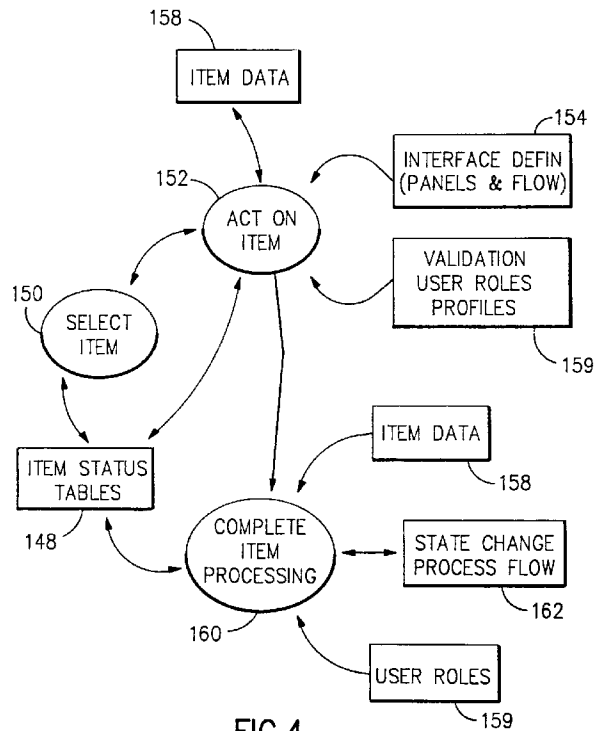 158
ITEM DATA
154
INTERFACE DEFIN
(PANELS & FLOW)
152
ACT ON
ITEM
VALIDATION
USER ROLES
PROFILES
159
150
SELECT
ITEM
ITEM DATA
158
ITEM STATUS
TABLES
148
COMPLETE
ITEM
PROCESSING
160
STATE CHANGE
PROCESS FLOW
162
USER ROLES
159
FIG.4